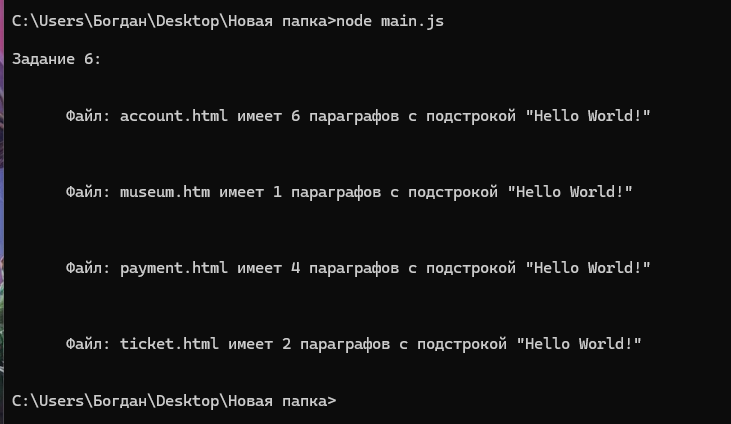 C:\Users\Богдан\Desktop\Новая папка>node main.js
Задание 6:
Файл: account.html имеет 6 параграфов с подстрокой "Hello World!"
Файл: museum.htm имеет 1 параграфов с подстрокой "Hello World!"
Файл: payment.html имеет 4 параграфов с подстрокой "Hello World!"
Файл: ticket.html имеет 2 параграфов с подстрокой "Hello World!"
C:\Users\Богдан\Desktop\Новая папка>